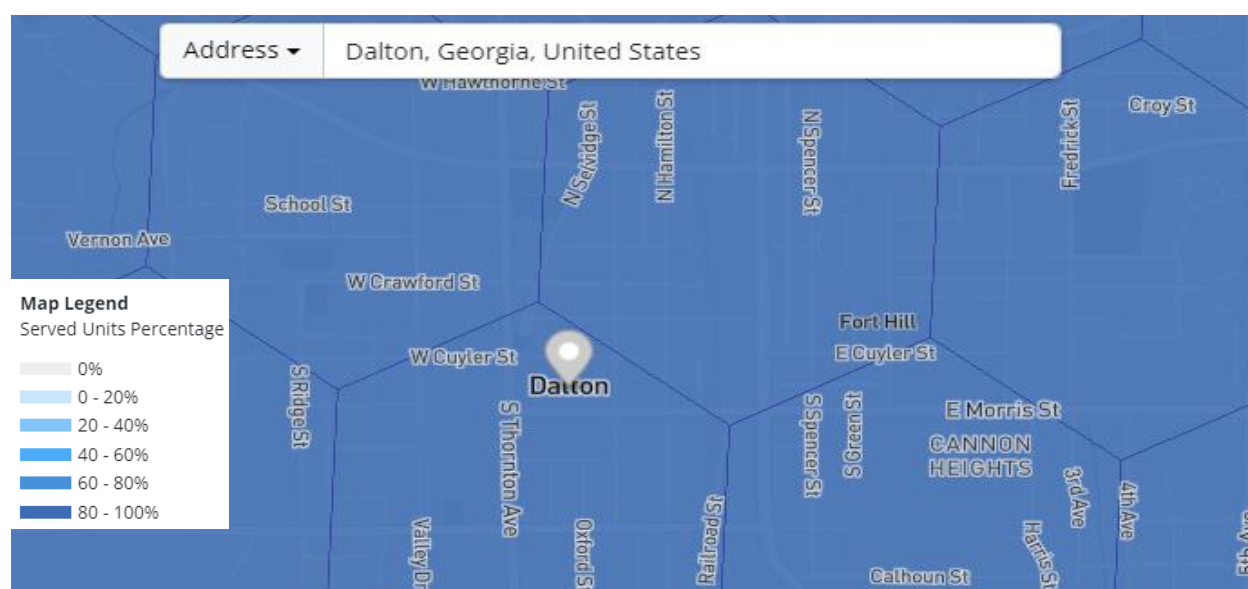 Address
Dalton, Georgia, United States
W Hawthorne St
N Selvidge St
N Hamilton St
N Spencer St
Fredrick St
Croy St
School St
Vernon Ave
W Crawford St
Map Legend
Served Units Percentage
0%
0 - 20%
20 - 40%
40 - 60%
60 - 80%
80 - 100%
Fort Hill
W Cuyler St
E Cuyler St
Dalton
S Ridge St
S Thornton Ave
S Spencer St
S Green St
E Morris St
CANNON
HEIGHTS
3rd Ave
4th Ave
Valley Dr
Oxford St
Railroad St
Harris St
Calhoun St